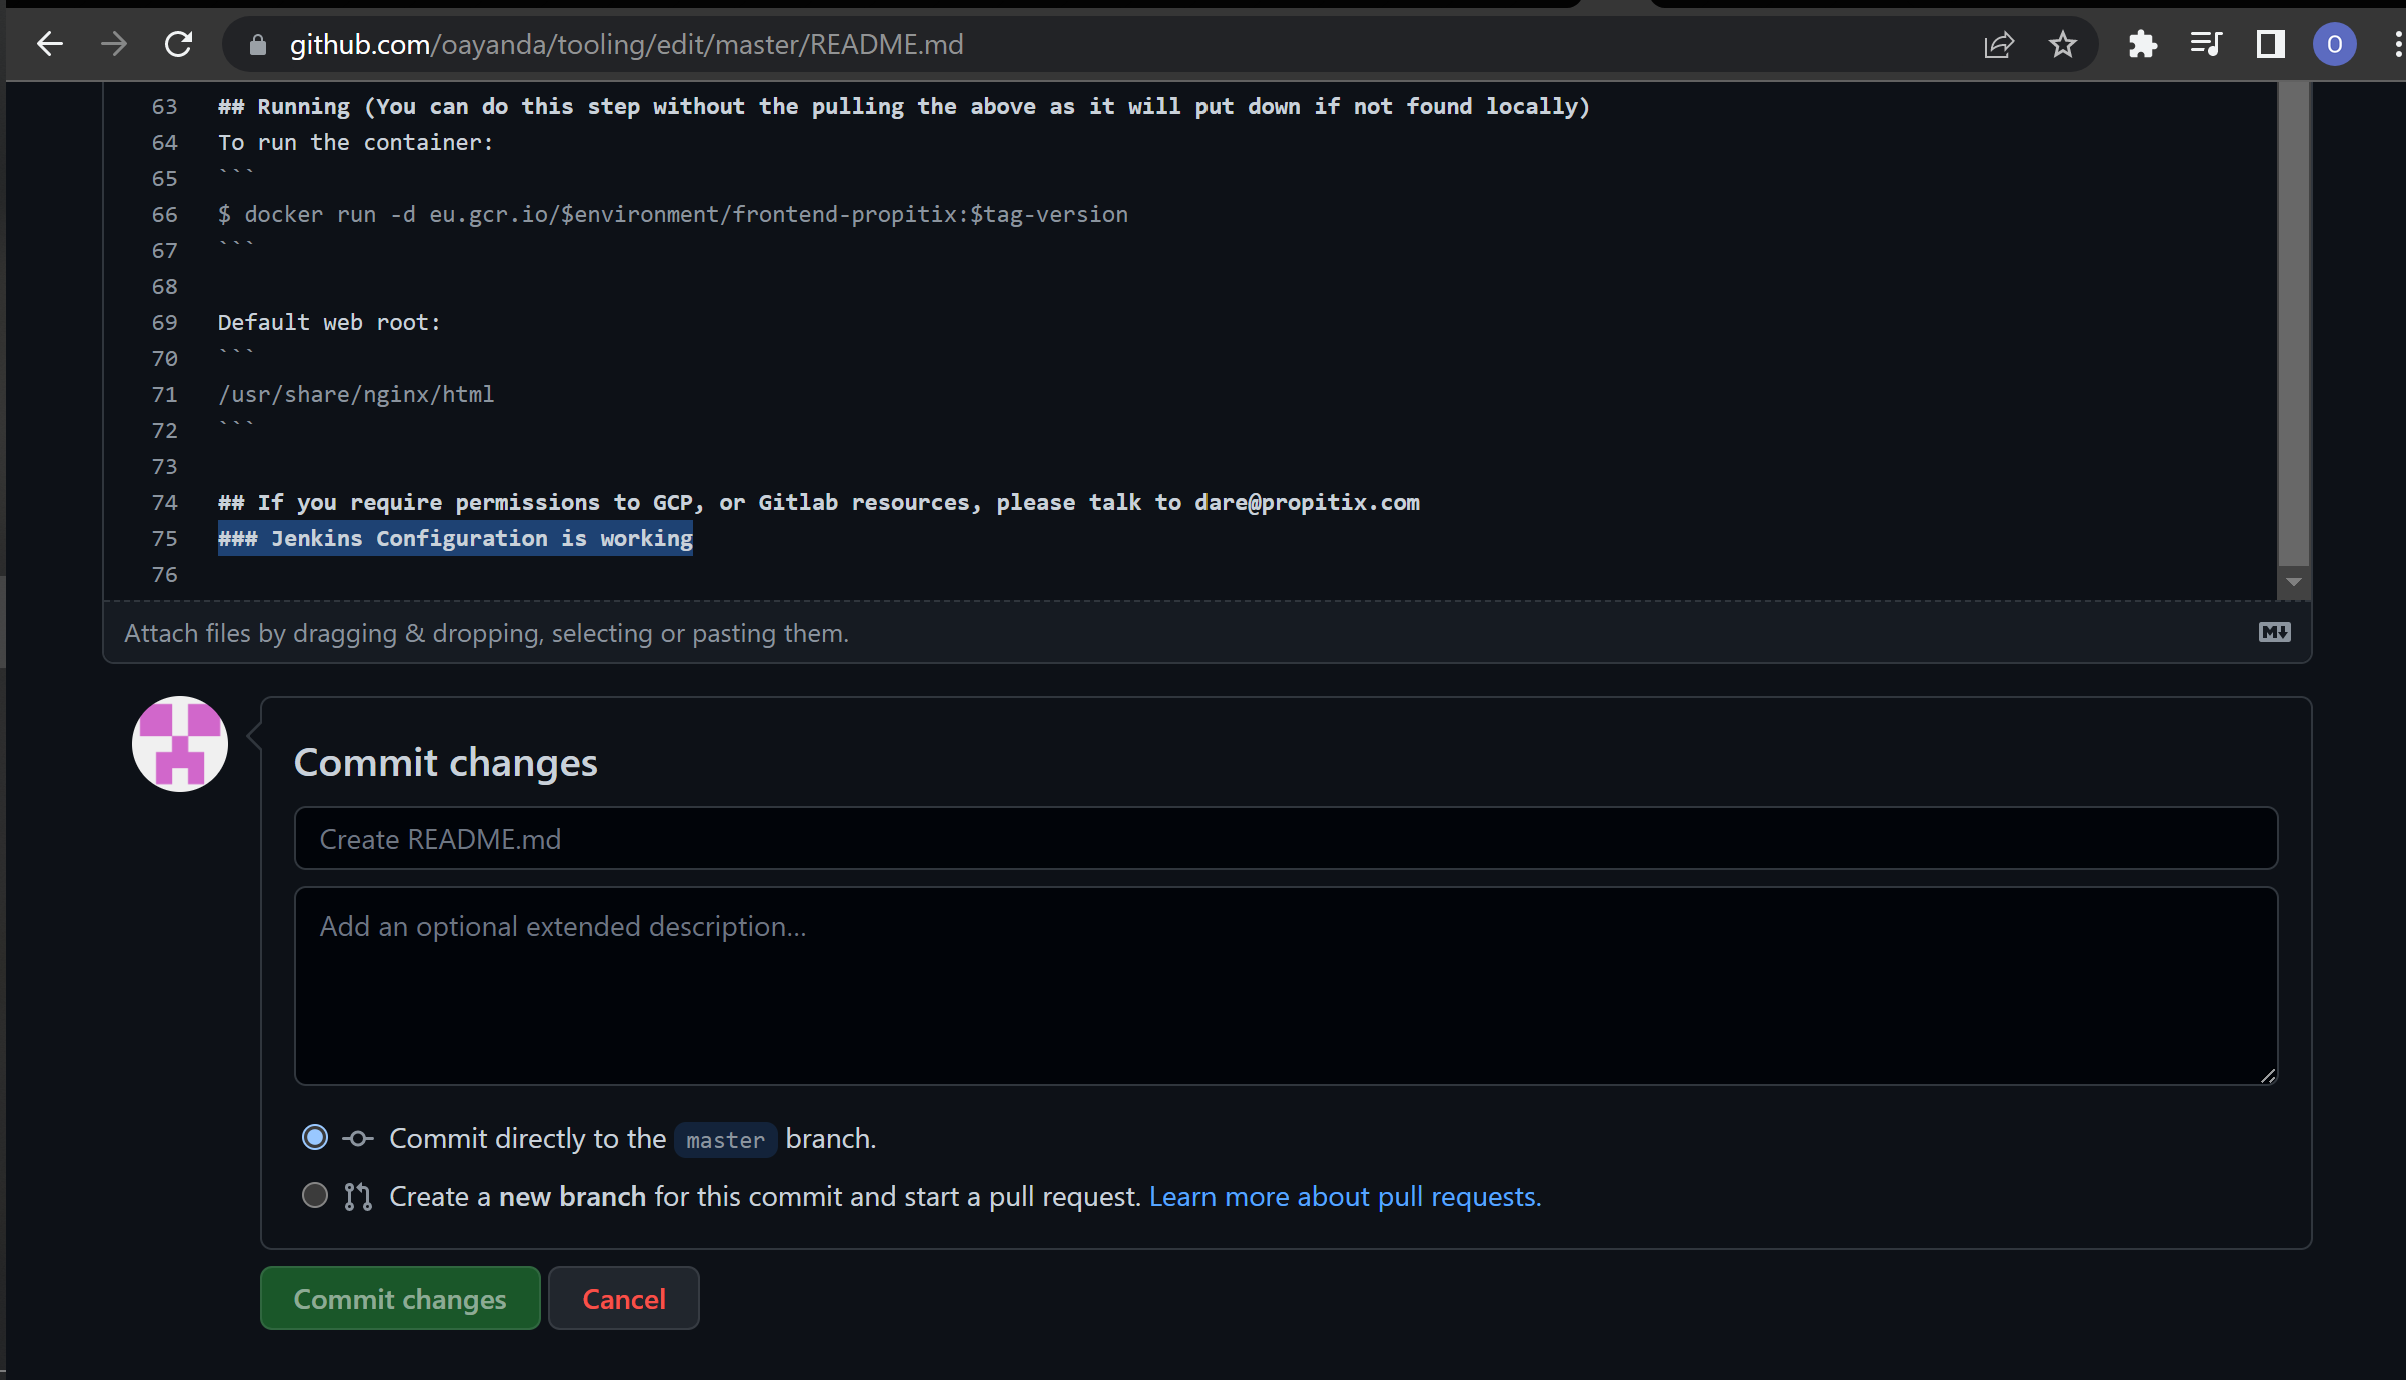 github.com/oayanda/tooling/edit/master/README.md
O
63 ## Running (You can do this step without the pulling the above as it will put down if not found locally)
64 To run the container:
65 ```
66 $ docker run -d eu.gcr.io/$environment/frontend-propitix:$tag-version
67 ```
68
69 Default web root:
70 ```
71 /usr/share/nginx/html
72 ```
73
74 ## If you require permissions to GCP, or Gitlab resources, please talk to dare@propitix.com
75 ### Jenkins Configuration is working
76
Attach files by dragging & dropping, selecting or pasting them.
Commit changes
Create README.md
Add an optional extended description...
Commit directly to the master branch.
Create a new branch for this commit and start a pull request. Learn more about pull requests.
Commit changes Cancel